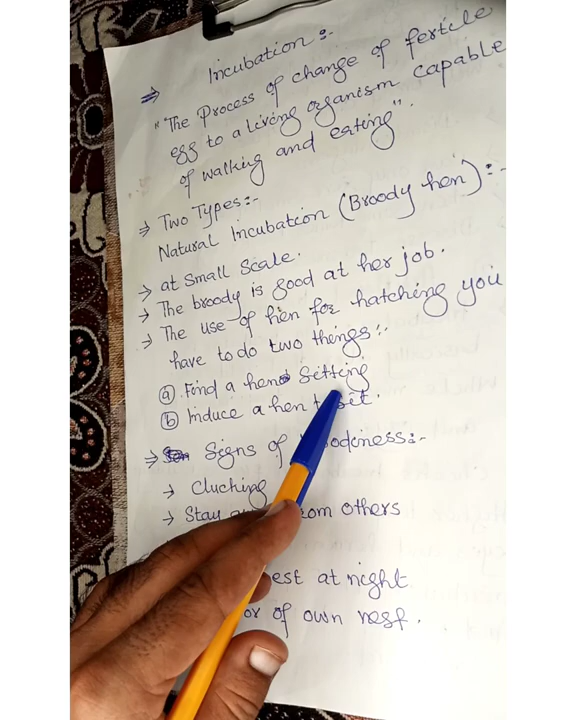 Incubation :-
⇒ "The Process of change of fertile
egg to a living organism capable
of walking and eating".
⇒ Two Types:-
Natural Incubation (Broody hen) :-
→ at Small Scale.
→ The broody is good at her job.
→ The use of hen for hatching you
have to do two things :-
ⓐ Find a hen Sitting
ⓑ Induce a hen sit.
⇒ Signs of :-
→ Cluching
→ Stay others
at night
of own nest.